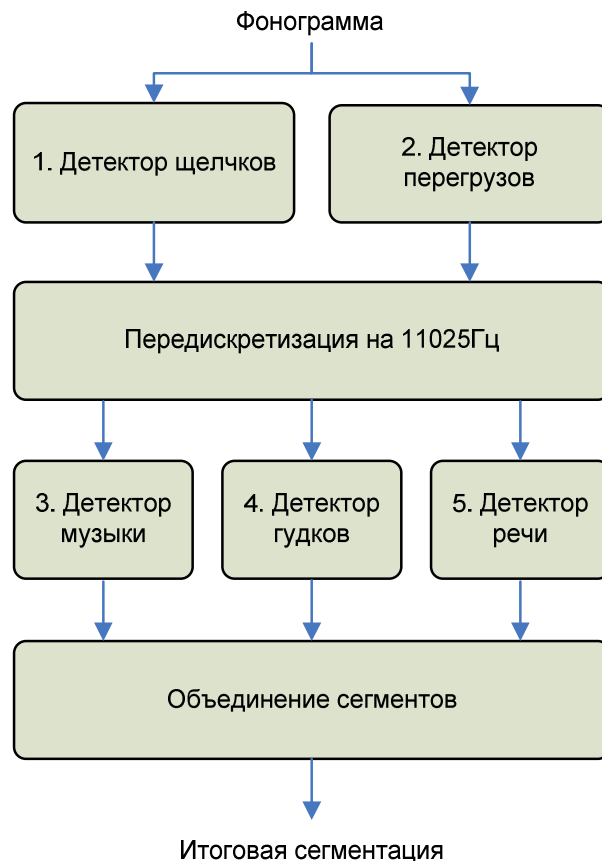 Фонограмма
1. Детектор щелчков
2. Детектор
перегрузов
Передискретизация на 11025Гц
3. Детектор
музыки
4. Детектор
гудков
5. Детектор
речи
Объединение сегментов
Итоговая сегментация